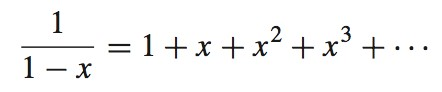 1/(1 − x) = 1 + x + x² + x³ + ⋯